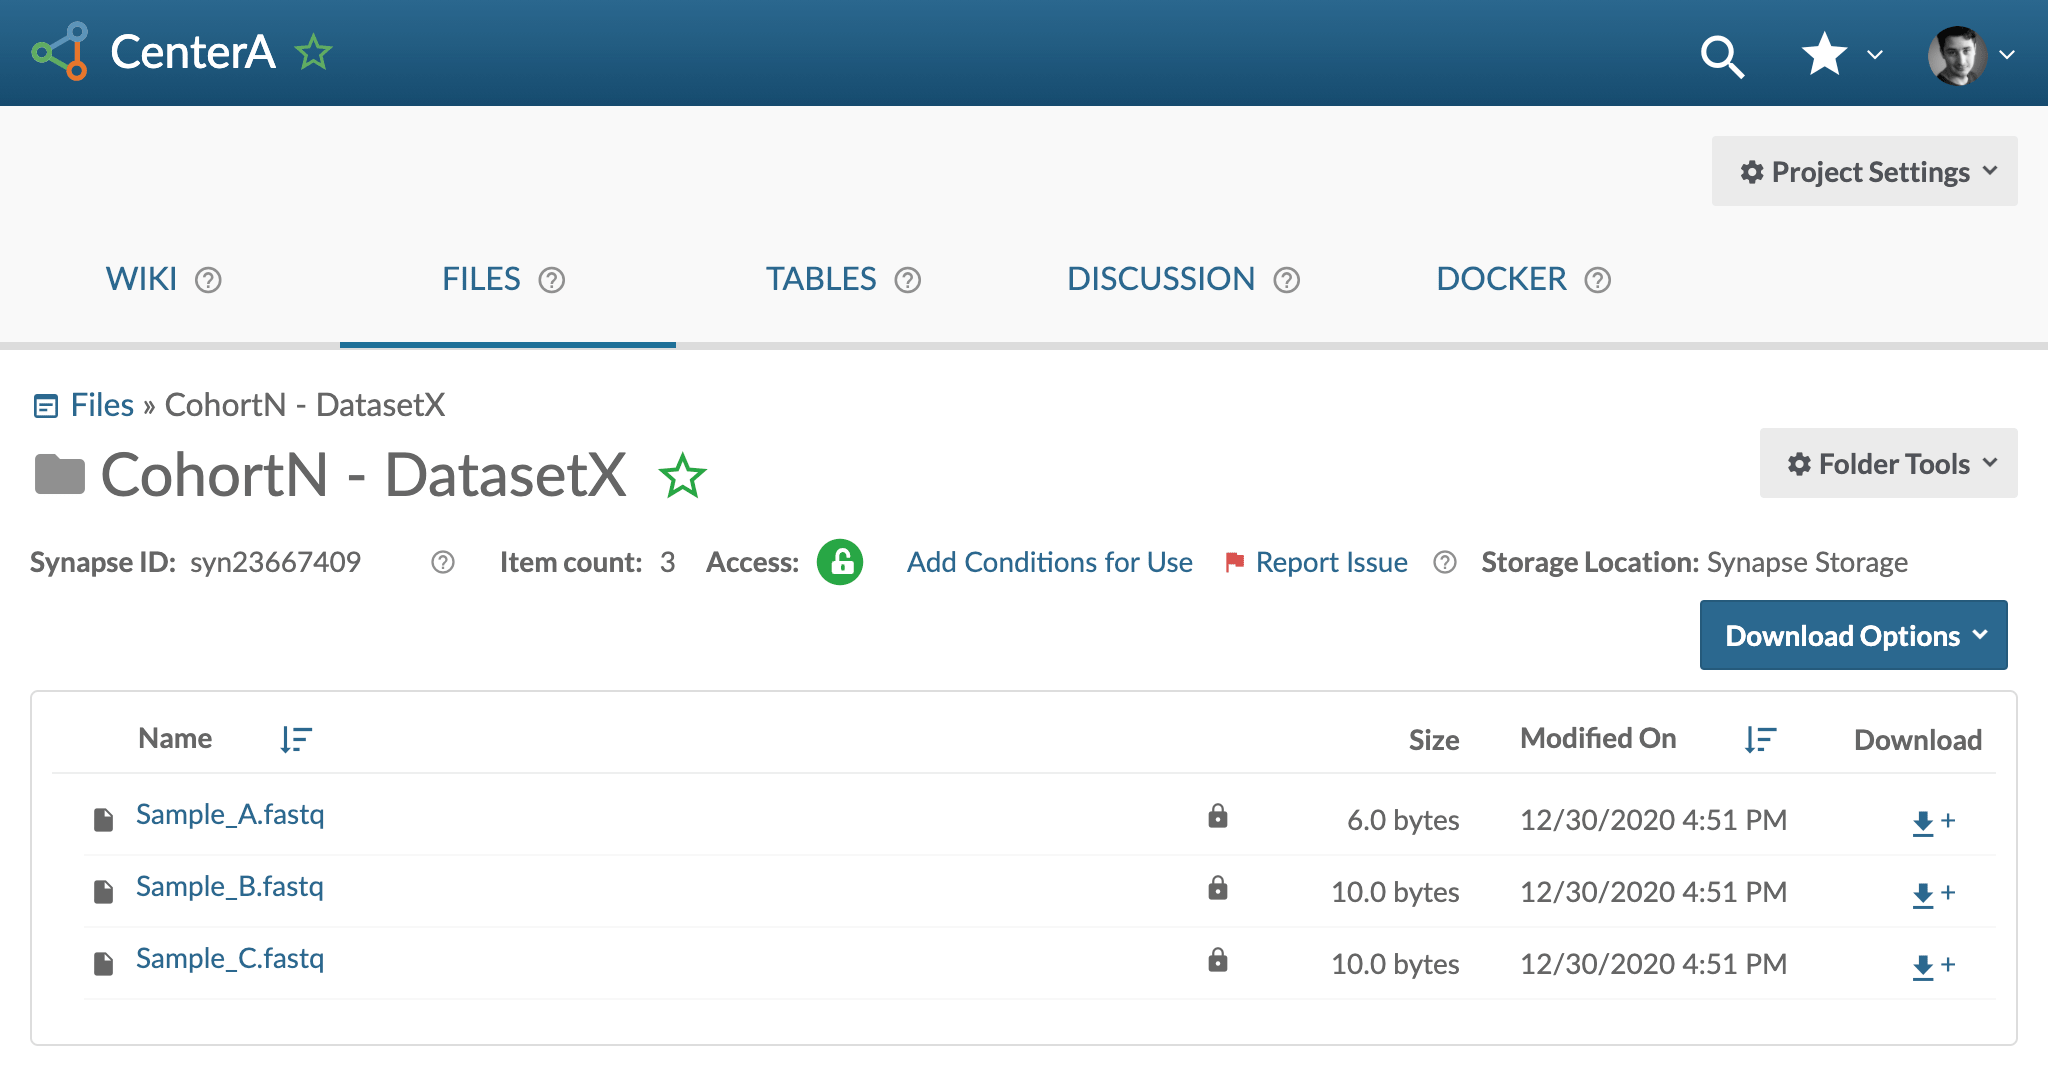 CenterA
Project Settings
WIKI ? FILES ? TABLES ? DISCUSSION ? DOCKER ?
Files » CohortN - DatasetX
CohortN - DatasetX
Folder Tools
Synapse ID: syn23667409 ? Item count: 3 Access: Add Conditions for Use Report Issue ? Storage Location: Synapse Storage
Download Options
Name Size Modified On Download
Sample_A.fastq 6.0 bytes 12/30/2020 4:51 PM +
Sample_B.fastq 10.0 bytes 12/30/2020 4:51 PM +
Sample_C.fastq 10.0 bytes 12/30/2020 4:51 PM +